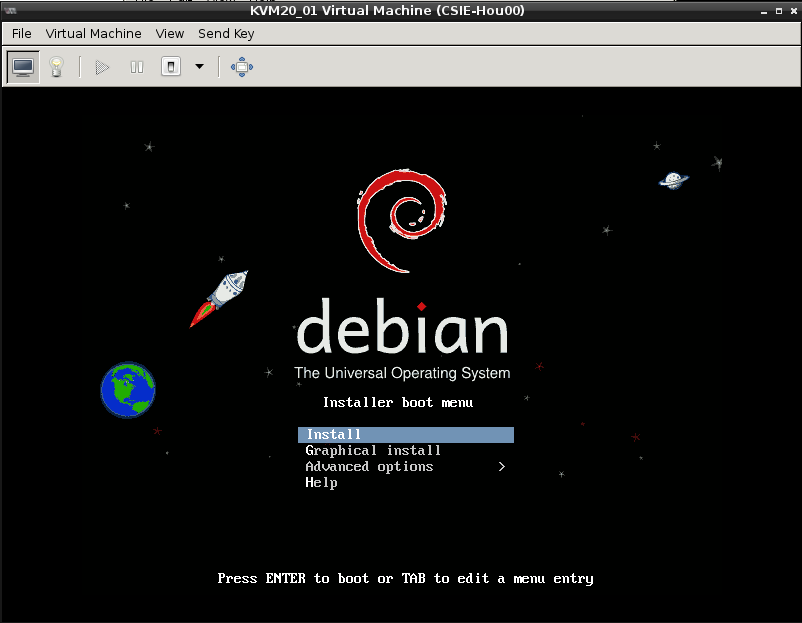 KVM20_01 Virtual Machine (CSIE-Hou00)
File Virtual Machine View Send Key
debian
The Universal Operating System
Installer boot menu
Install
Graphical install
Advanced options >
Help
Press ENTER to boot or TAB to edit a menu entry